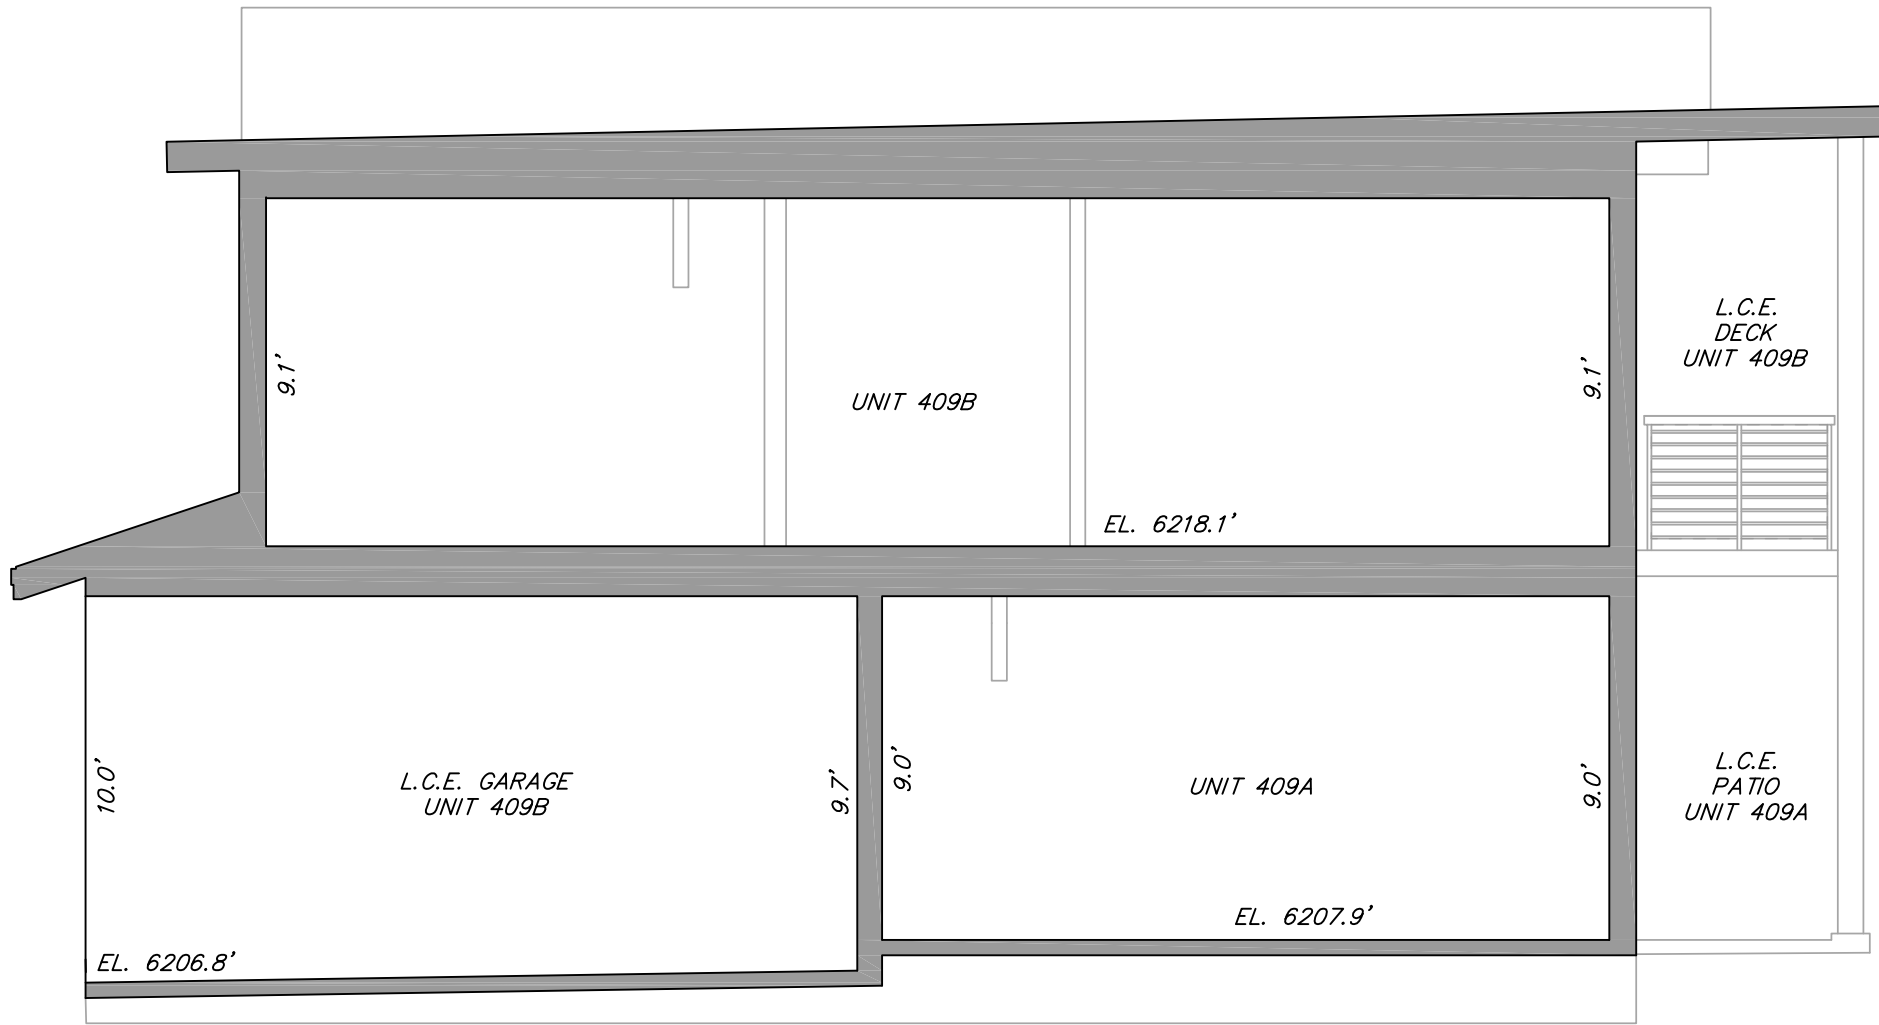 L.C.E.
DECK
UNIT 409B
9.1'
UNIT 409B
9.1'
EL. 6218.1'
10.0'
L.C.E. GARAGE
UNIT 409B
9.7'
9.0'
UNIT 409A
9.0'
L.C.E.
PATIO
UNIT 409A
EL. 6207.9'
EL. 6206.8'